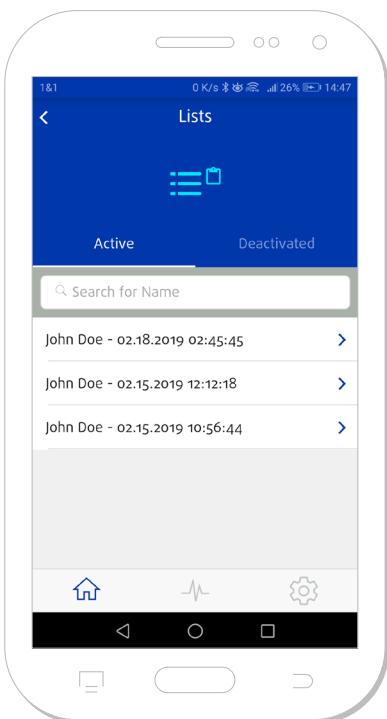 1&1 0 K/s 26% 14:47
Lists
Active Deactivated
Search for Name
John Doe - 02.18.2019 02:45:45
John Doe - 02.15.2019 12:12:18
John Doe - 02.15.2019 10:56:44